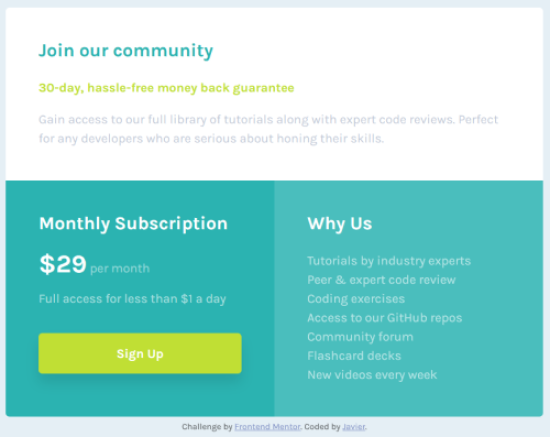 Join our community
30-day, hassle-free money back guarantee
Gain access to our full library of tutorials along with expert code reviews. Perfect
for any developers who are serious about honing their skills.
Monthly Subscription
$29 per month
Full access for less than $1 a day
Sign Up
Why Us
Tutorials by industry experts
Peer & expert code review
Coding exercises
Access to our GitHub repos
Community forum
Flashcard decks
New videos every week
Challenge by Frontend Mentor. Coded by Javier.